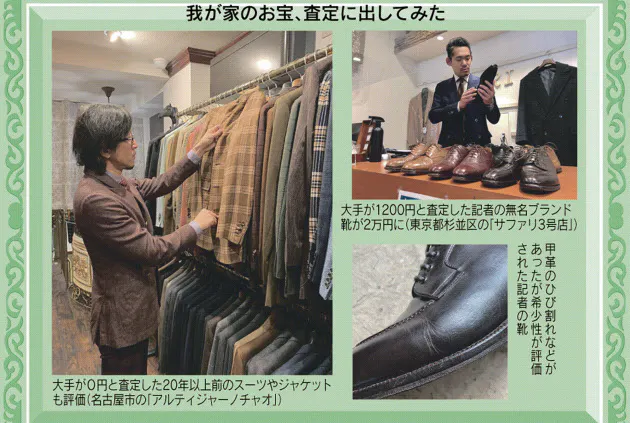 我が家のお宝、査定に出してみた
大手が1200円と査定した記者の無名ブランド
靴が2万円に(東京都杉並区の「サファリ3号店」)
甲革のひび割れなどが
あったが希少性が評価
された記者の靴
大手が0円と査定した20年以上前のスーツやジャケット
も評価(名古屋市の「アルティジャーノチャオ」)